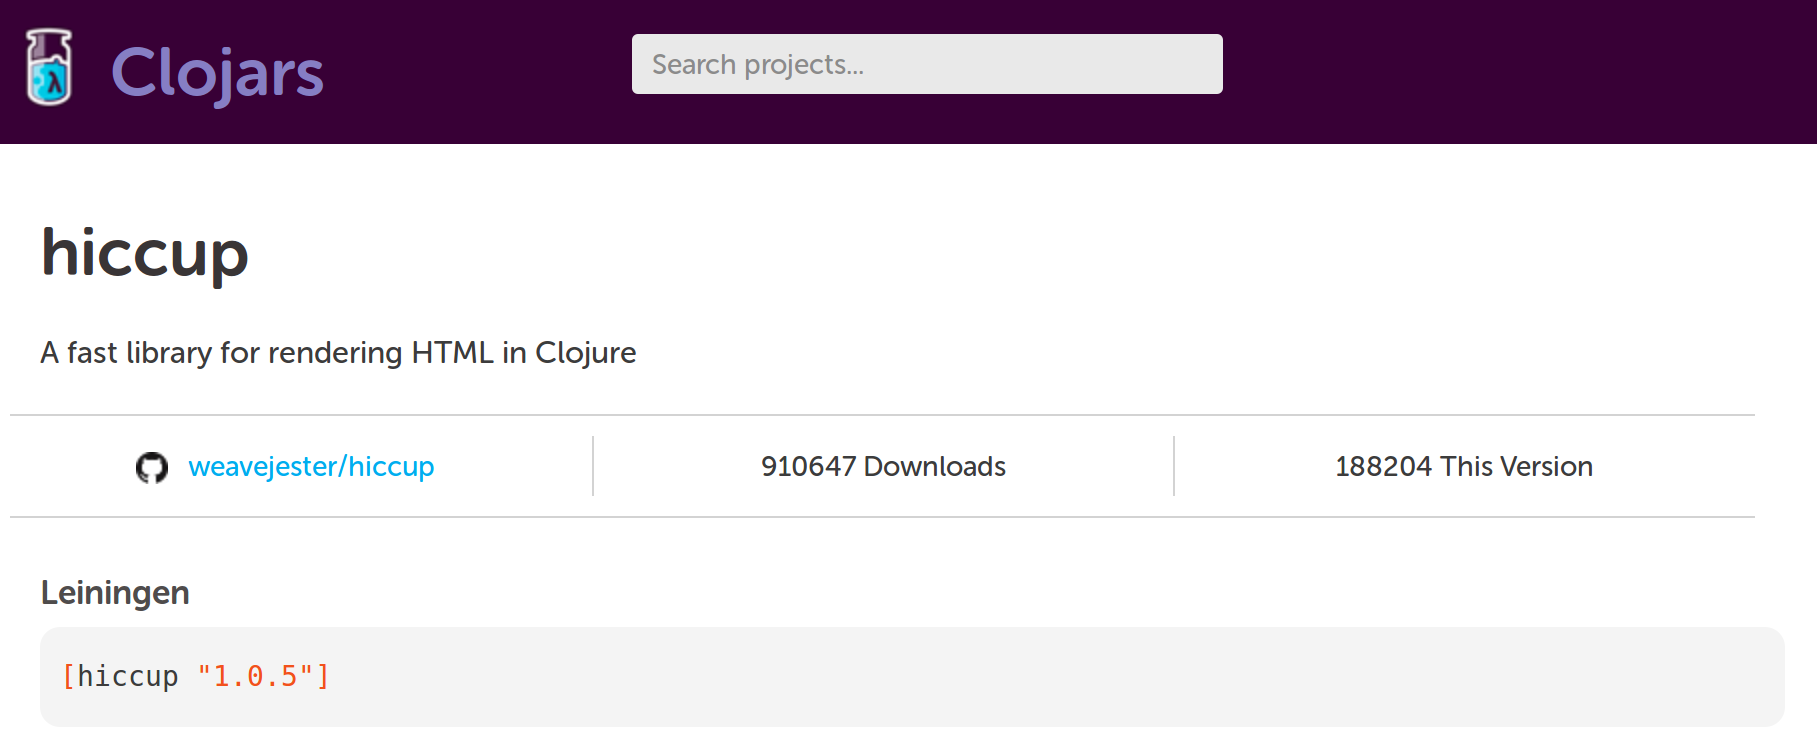 Clojars
Search projects...
hiccup
A fast library for rendering HTML in Clojure
weavejester/hiccup
910647 Downloads
188204 This Version
Leiningen
[hiccup "1.0.5"]